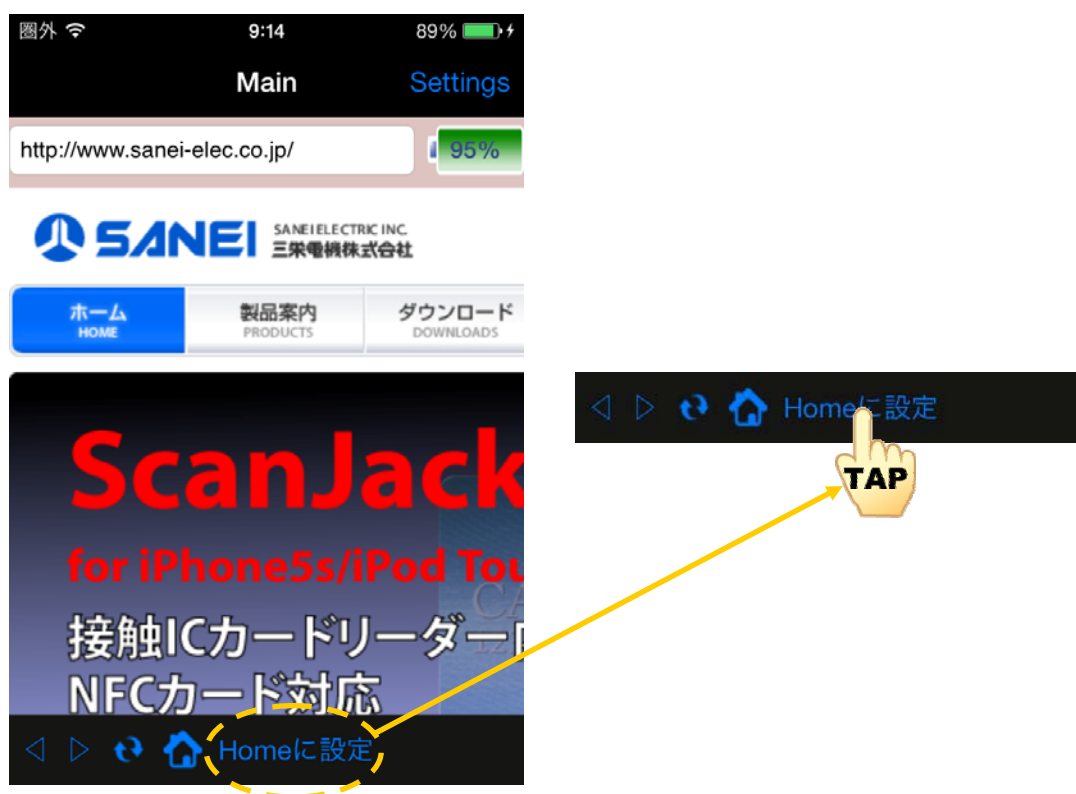 圏外 9:14 89%
Main Settings
http://www.sanei-elec.co.jp/ 95%
SANEI SANEI ELECTRIC INC.
三栄電機株式会社
ホーム 製品案内 ダウンロード
HOME PRODUCTS DOWNLOADS
ScanJack
for iPhone5s/iPod Tou
接触ICカードリーダー
NFCカード対応
Homeに設定
Homeに設定
TAP